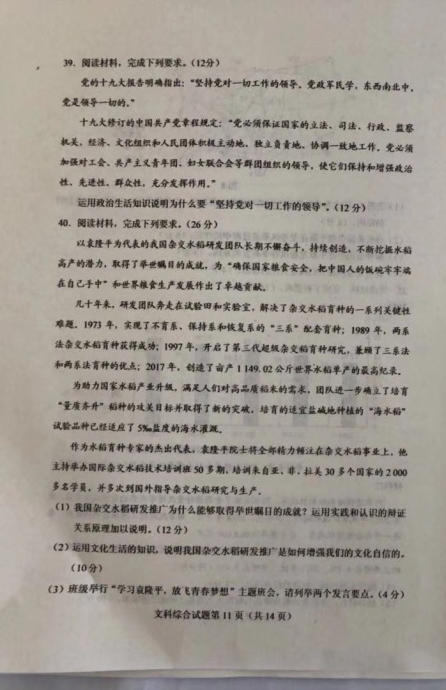 39. 阅读材料，完成下列要求。(12分)
党的十九大报告明确指出：“坚持党对一切工作的领导。党政军民学，东西南北中，
党是领导一切的。”
十九大修订的中国共产党章程规定：“党必须保证国家的立法、司法、行政、监察
机关，经济、文化组织和人民团体积极主动地、独立负责地、协调一致地工作。党必须
加强对工会、共产主义青年团、妇女联合会等群团组织的领导，使它们保持和增强政治
性、先进性、群众性，充分发挥作用。”
运用政治生活知识说明为什么要“坚持党对一切工作的领导”。(12分)
40. 阅读材料，完成下列要求。(26分)
以袁隆平为代表的我国杂交水稻研发团队长期不懈奋斗，持续创造，不断挖掘水稻
高产的潜力，取得了举世瞩目的成就，为“确保国家粮食安全，把中国人的饭碗牢牢端
在自己手中”和世界粮食生产发展作出了卓越贡献。
几十年来，研发团队奔走在试验田和实验室，解决了杂交水稻育种的一系列关键性
难题。1973年，实现了不育系、保持系和恢复系的“三系”配套育种；1989年，两系
法杂交稻育种获得成功；1997年，开启了第三代超级杂交稻育种研究，兼顾了三系法
和两系法育种的优点；2017年，创造了亩产1 149.02公斤世界水稻单产的最高纪录。
为助力国家水稻产业升级，满足人们对高品质稻米的需求，团队进一步确立了培育
“量质齐升”稻种的攻关目标并取得了新的突破，培育的适宜盐碱地种植的“海水稻”
试验品种已经适应了5‰盐度的海水灌溉。
作为水稻育种专家的杰出代表，袁隆平院士将全部精力倾注在杂交水稻事业上，他
主持举办国际杂交水稻技术培训班50多期，培训来自亚、非、拉美30多个国家的2 000
多名学员，并多次到国外指导杂交水稻研究与生产。
(1) 我国杂交水稻研发推广为什么能够取得举世瞩目的成就？运用实践和认识的辩证
关系原理加以说明。(12分)
(2) 运用文化生活的知识，说明我国杂交水稻研发推广是如何增强我们的文化自信的。
(10分)
(3) 班级举行“学习袁隆平，放飞青春梦想”主题班会，请列举两个发言要点。(4分)
文科综合试题第11页（共14页）